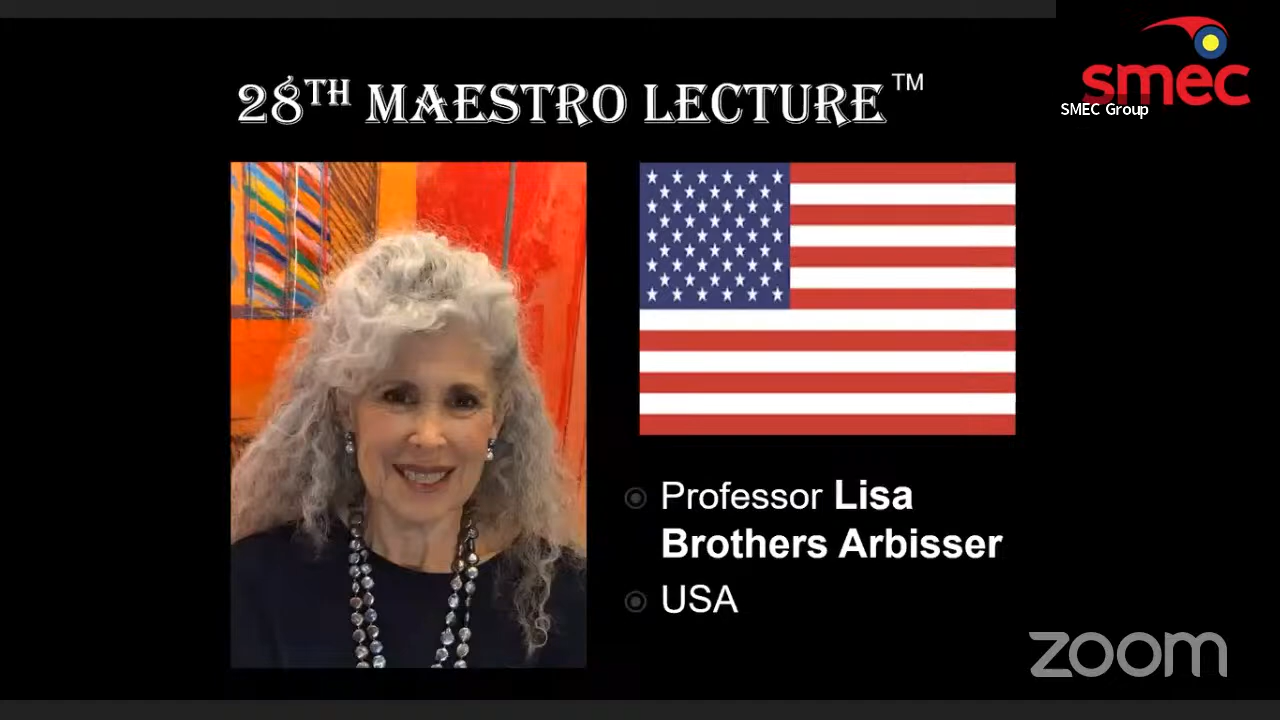 28TH MAESTRO LECTURE™
smec
SMEC Group
Professor Lisa
Brothers Arbisser
USA
zoom